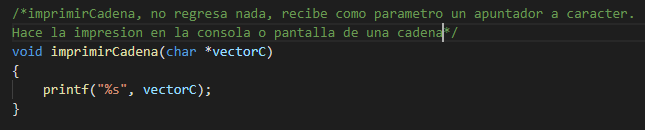 /*imprimirCadena, no regresa nada, recibe como parametro un apuntador a caracter.
Hace la impresion en la consola o pantalla de una cadena*/
void imprimirCadena(char *vectorC)
{
    printf("%s", vectorC);
}